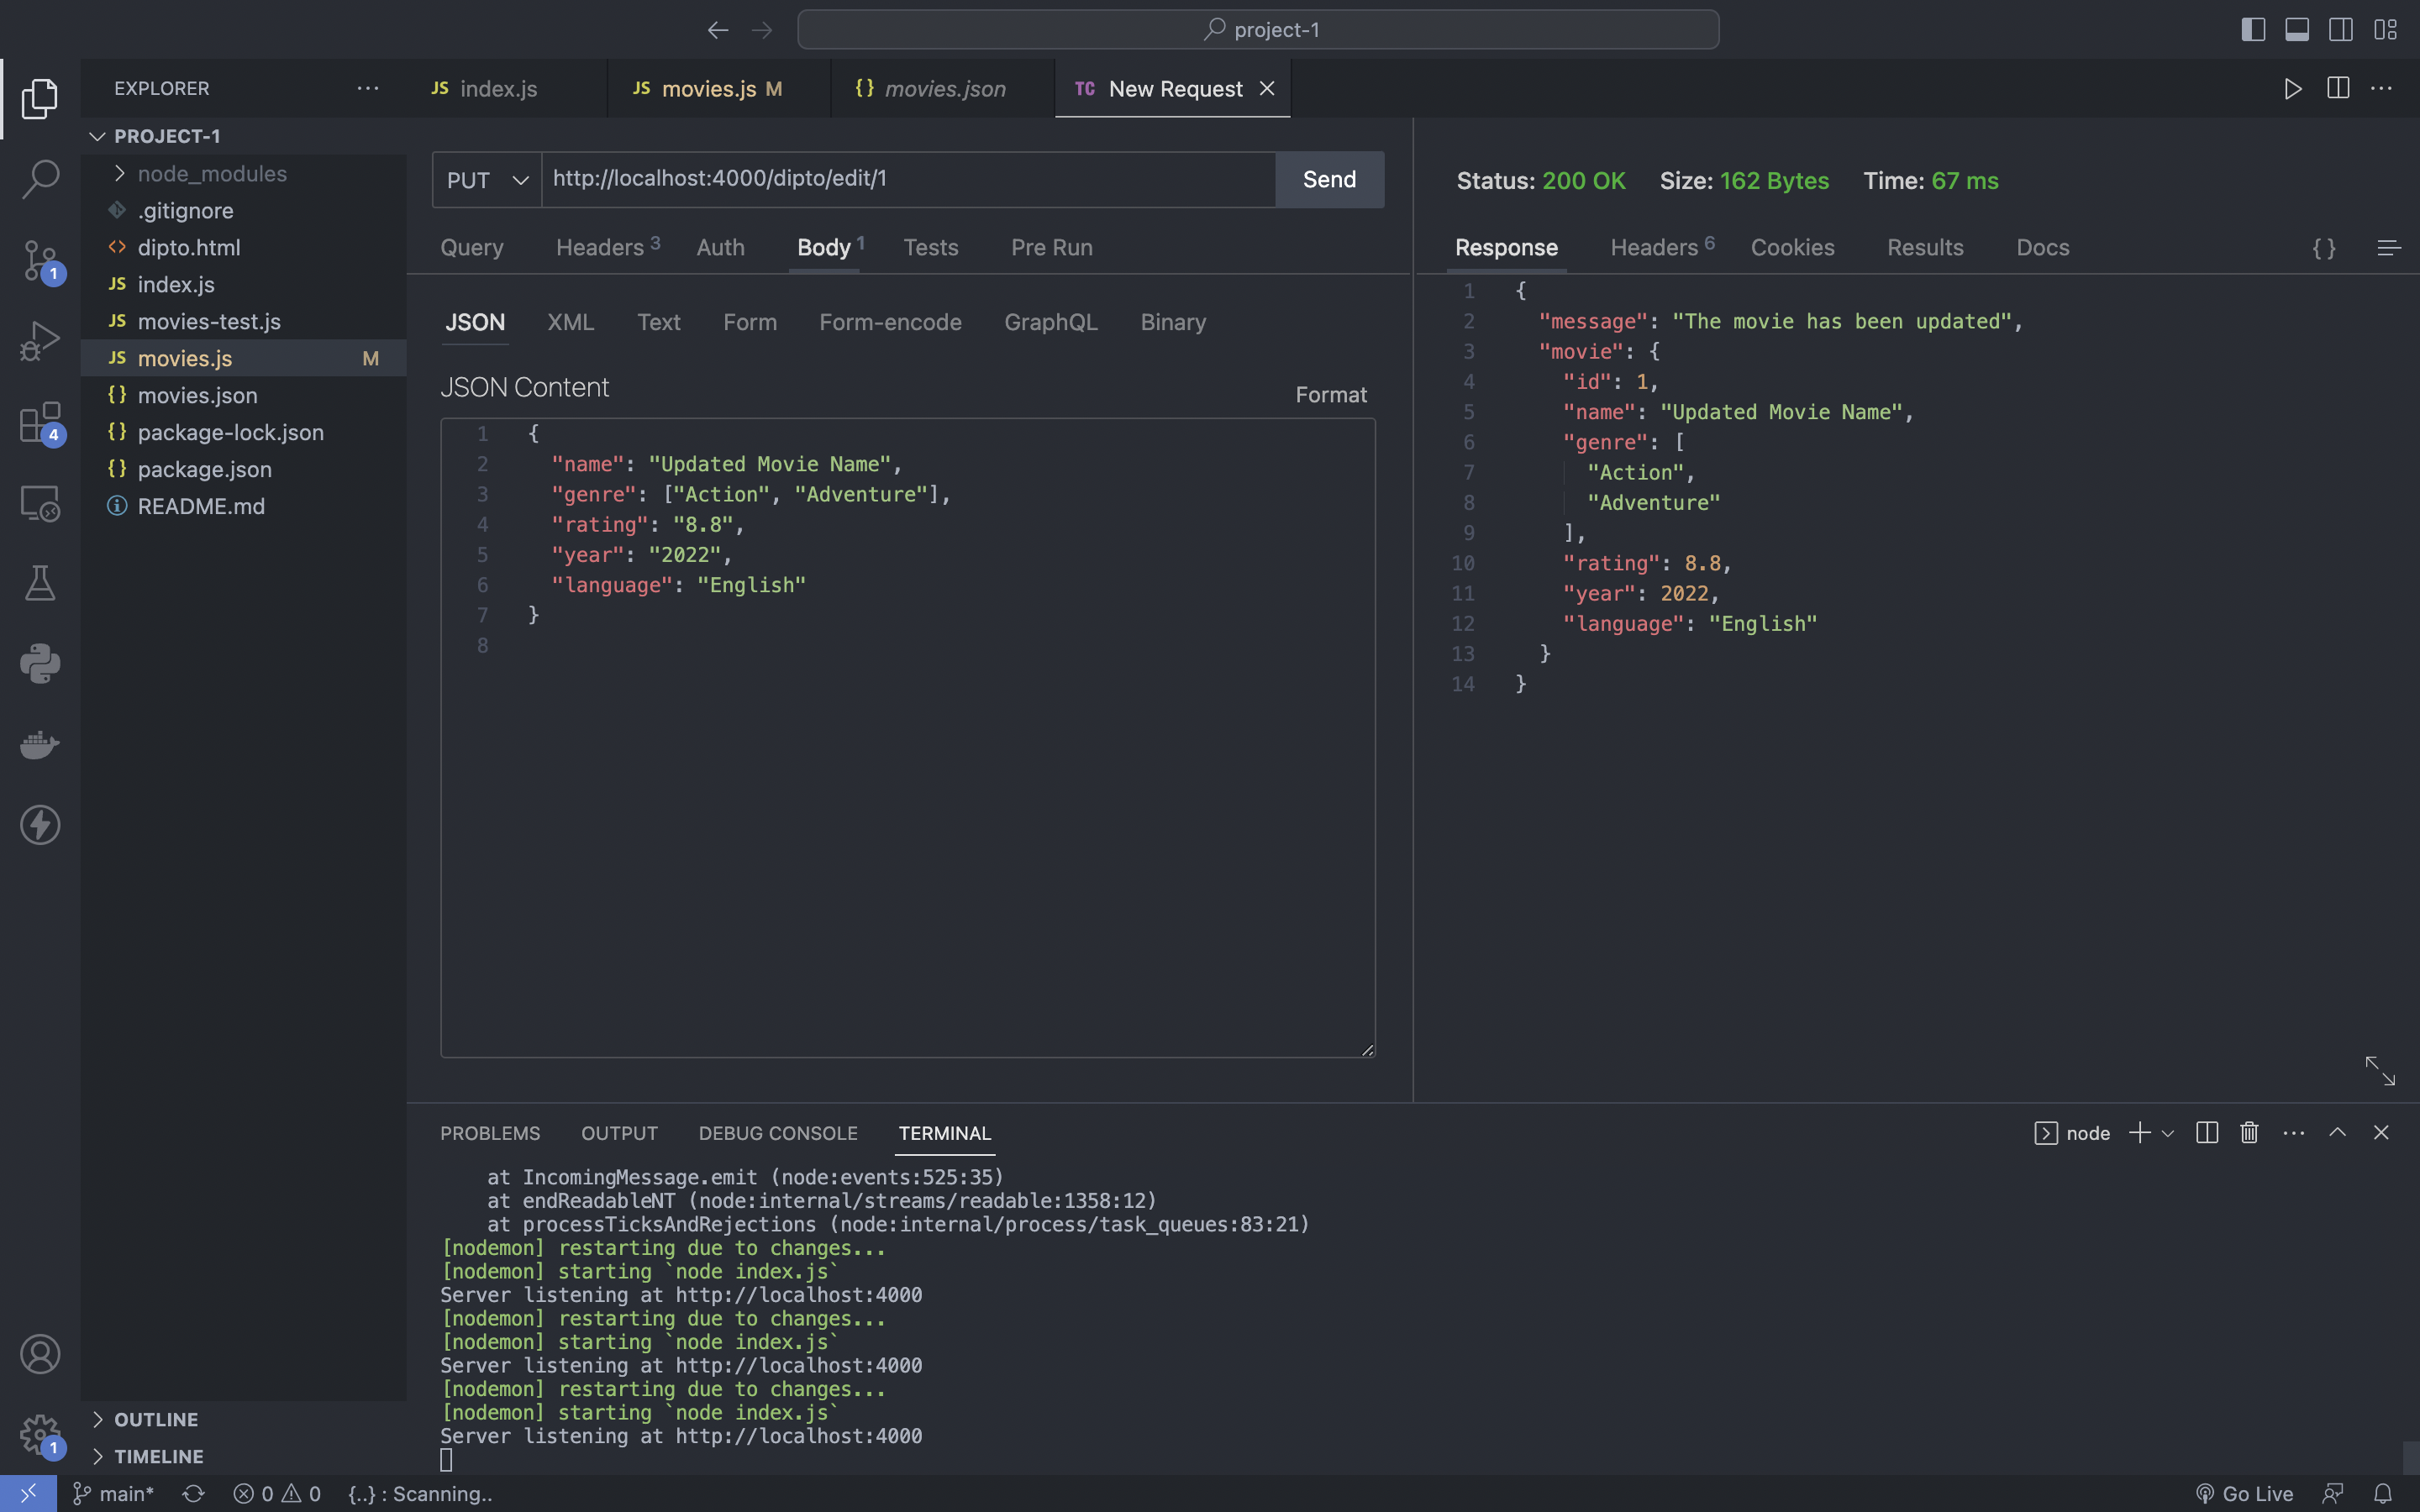 project-1
EXPLORER
JS index.js
JS movies.js M
{} movies.json
TC New Request
PROJECT-1
node_modules
.gitignore
<> dipto.html
JS index.js
JS movies-test.js
JS movies.js M
{} movies.json
{} package-lock.json
{} package.json
README.md
1
4
1
OUTLINE
TIMELINE
PUT http://localhost:4000/dipto/edit/1 Send
Query Headers 3 Auth Body 1 Tests Pre Run
JSON XML Text Form Form-encode GraphQL Binary
JSON Content Format
1 {
2 "name": "Updated Movie Name",
3 "genre": ["Action", "Adventure"],
4 "rating": "8.8",
5 "year": "2022",
6 "language": "English"
7 }
8
Status: 200 OK Size: 162 Bytes Time: 67 ms
Response Headers 6 Cookies Results Docs {}
1 {
2 "message": "The movie has been updated",
3 "movie": {
4 "id": 1,
5 "name": "Updated Movie Name",
6 "genre": [
7 "Action",
8 "Adventure"
9 ],
10 "rating": 8.8,
11 "year": 2022,
12 "language": "English"
13 }
14 }
PROBLEMS OUTPUT DEBUG CONSOLE TERMINAL node
at IncomingMessage.emit (node:events:525:35)
at endReadableNT (node:internal/streams/readable:1358:12)
at processTicksAndRejections (node:internal/process/task_queues:83:21)
[nodemon] restarting due to changes...
[nodemon] starting `node index.js`
Server listening at http://localhost:4000
[nodemon] restarting due to changes...
[nodemon] starting `node index.js`
Server listening at http://localhost:4000
[nodemon] restarting due to changes...
[nodemon] starting `node index.js`
Server listening at http://localhost:4000
main* 0 0 {..} : Scanning.. Go Live